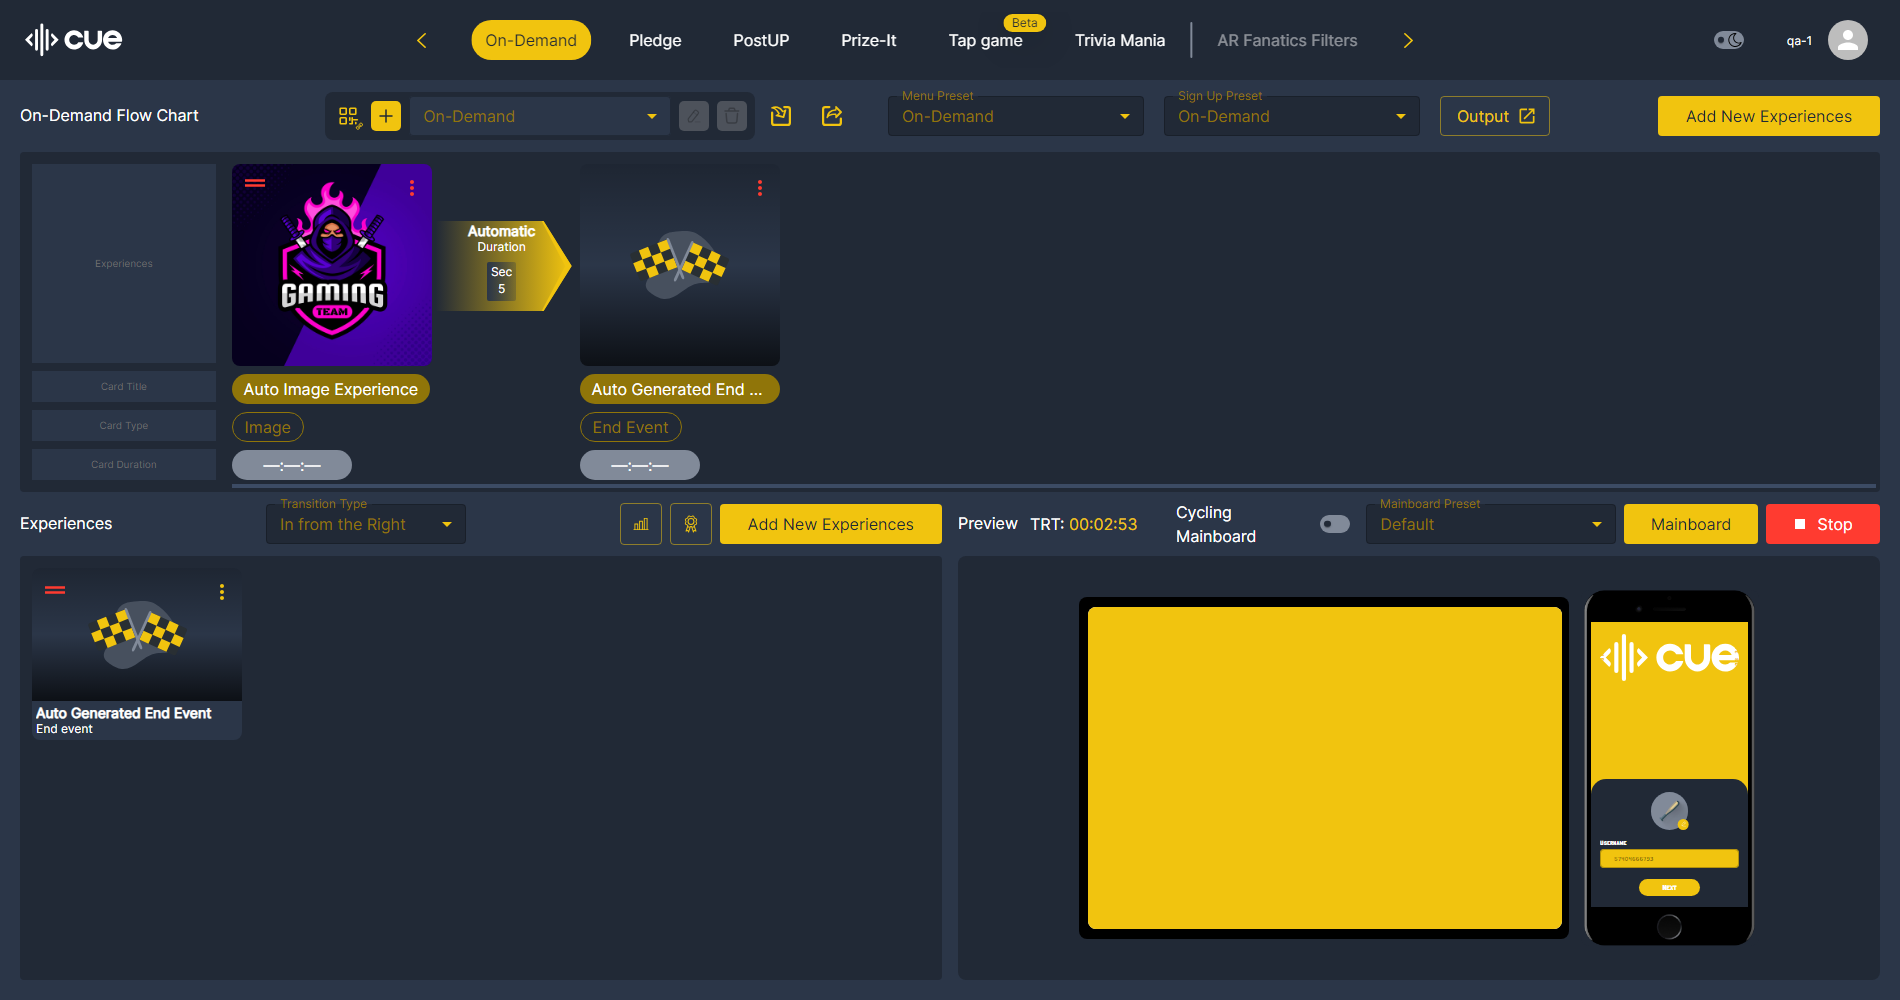 cue
On-Demand
Pledge
PostUP
Prize-It
Beta
Tap game
Trivia Mania
AR Fanatics Filters
qa-1
On-Demand Flow Chart
On-Demand
Menu Preset
On-Demand
Sign Up Preset
On-Demand
Output
Add New Experiences
Experiences
GAMING
TEAM
Automatic
Duration
Sec
5
Card Title
Auto Image Experience
Auto Generated End ...
Card Type
Image
End Event
Card Duration
—:—:—
—:—:—
Experiences
Transition Type
In from the Right
Add New Experiences
Preview
TRT: 00:02:53
Cycling
Mainboard
Mainboard Preset
Default
Mainboard
Stop
Auto Generated End Event
End event
cue
USERNAME
NEXT